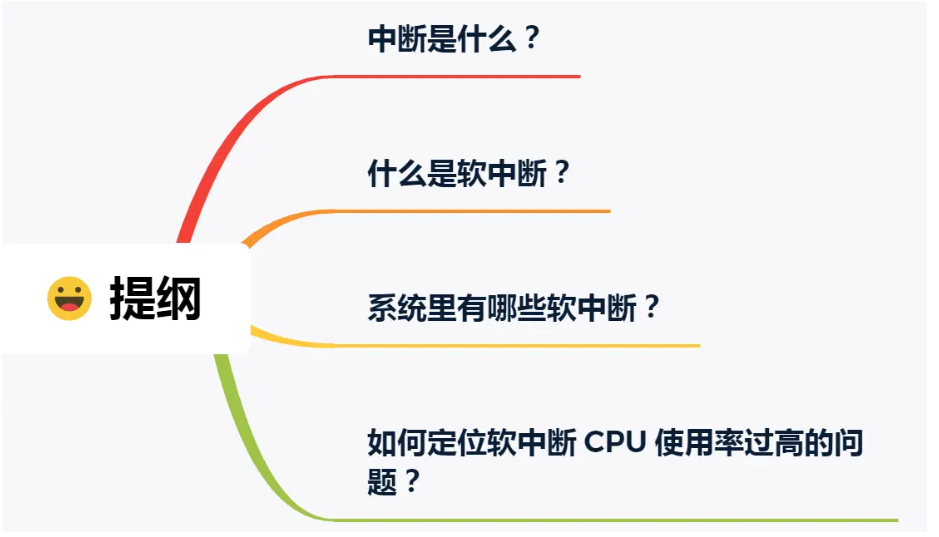 中断是什么？
什么是软中断？
提纲
系统里有哪些软中断？
如何定位软中断 CPU 使用率过高的问
题？